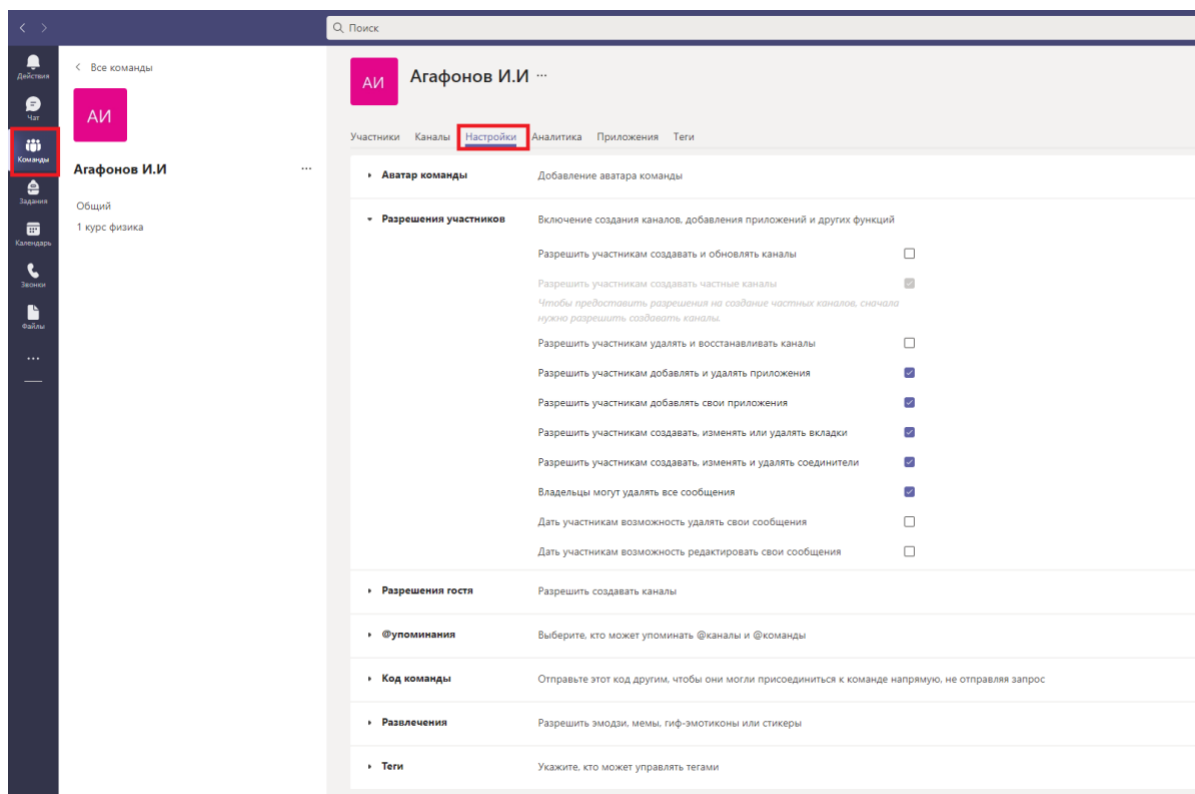 Поиск
Действия
Чат
Команды
Задания
Календарь
Звонки
Файлы
...
Все команды
АИ
Агафонов И.И
...
Общий
1 курс физика
АИ
Агафонов И.И ...
Участники Каналы Настройки Аналитика Приложения Теги
Аватар команды Добавление аватара команды
Разрешения участников Включение создания каналов, добавления приложений и других функций
Разрешить участникам создавать и обновлять каналы
Разрешить участникам создавать частные каналы
Чтобы предоставить разрешения на создание частных каналов, сначала
нужно разрешить создавать каналы.
Разрешить участникам удалять и восстанавливать каналы
Разрешить участникам добавлять и удалять приложения
Разрешить участникам добавлять свои приложения
Разрешить участникам создавать, изменять или удалять вкладки
Разрешить участникам создавать, изменять и удалять соединители
Владельцы могут удалять все сообщения
Дать участникам возможность удалять свои сообщения
Дать участникам возможность редактировать свои сообщения
Разрешения гостя Разрешить создавать каналы
@упоминания Выберите, кто может упоминать @каналы и @команды
Код команды Отправьте этот код другим, чтобы они могли присоединиться к команде напрямую, не отправляя запрос
Развлечения Разрешить эмодзи, мемы, гиф-эмотиконы или стикеры
Теги Укажите, кто может управлять тегами